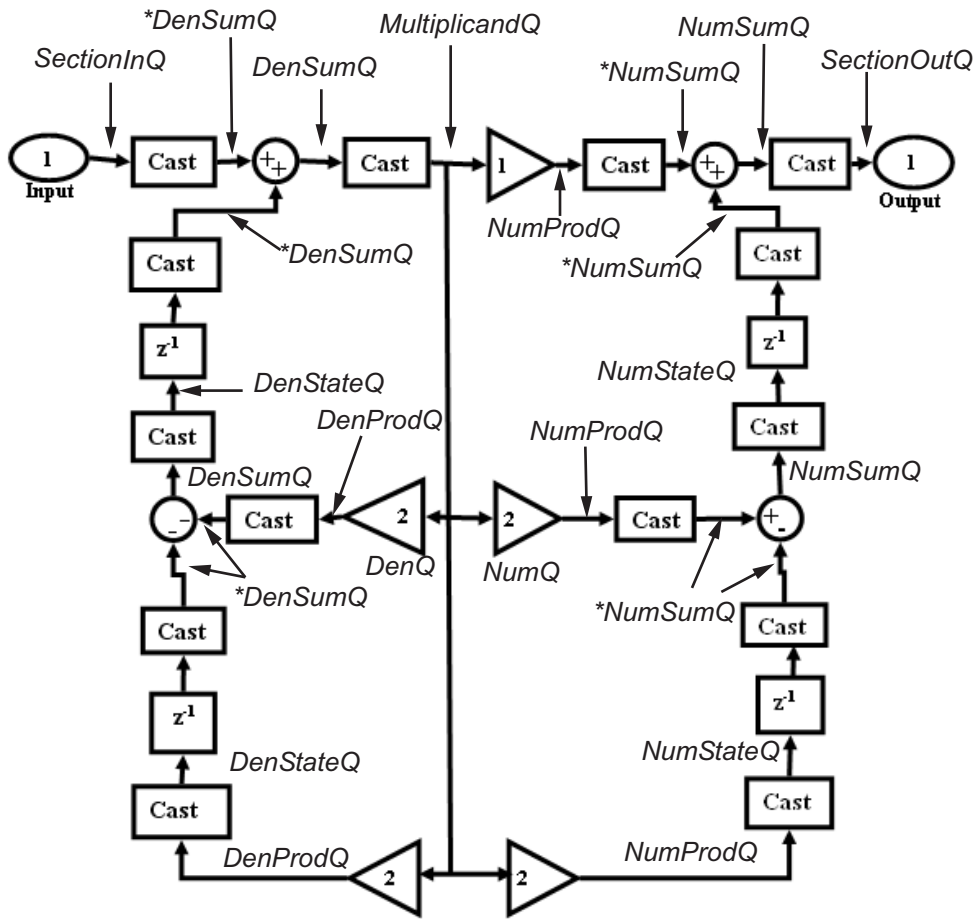 *DenSumQ
MultiplicandQ
NumSumQ
SectionInQ
DenSumQ
*NumSumQ
SectionOutQ
1
Cast
++
Cast
1
Cast
++
Cast
1
Input
Output
NumProdQ
*DenSumQ
*NumSumQ
Cast
Cast
z-1
z-1
DenStateQ
NumStateQ
DenProdQ
NumProdQ
Cast
Cast
DenSumQ
NumSumQ
--
Cast
2
2
Cast
+-
DenQ
NumQ
*DenSumQ
*NumSumQ
Cast
Cast
z-1
z-1
DenStateQ
NumStateQ
Cast
Cast
DenProdQ
NumProdQ
2
2